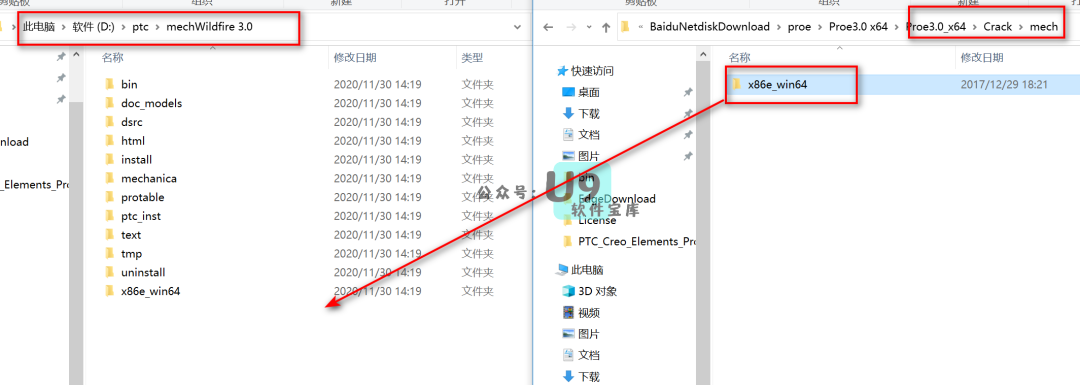 剪贴板 组织 新建 打开
此电脑 > 软件 (D:) > ptc > mechWildfire 3.0
名称 修改日期 类型
bin 2020/11/30 14:19 文件夹
doc_models 2020/11/30 14:19 文件夹
dsrc 2020/11/30 14:19 文件夹
html 2020/11/30 14:19 文件夹
install 2020/11/30 14:19 文件夹
mechanica 2020/11/30 14:19 文件夹
protable 2020/11/30 14:19 文件夹
ptc_inst 2020/11/30 14:19 文件夹
text 2020/11/30 14:19 文件夹
tmp 2020/11/30 14:19 文件夹
uninstall 2020/11/30 14:19 文件夹
x86e_win64 2020/11/30 14:19 文件夹
nload
_Elements_Pro
剪贴板 组织 新建
« BaiduNetdiskDownload > proe > Proe3.0 x64 > Proe3.0_x64 > Crack > mech
名称 修改日期
x86e_win64 2017/12/29 18:21
快速访问
桌面
下载
文档
图片
bin
EdgeDownload
License
PTC_Creo_Elements_Pro
此电脑
3D 对象
视频
图片
文档
下载
公众号:
U9
软件宝库